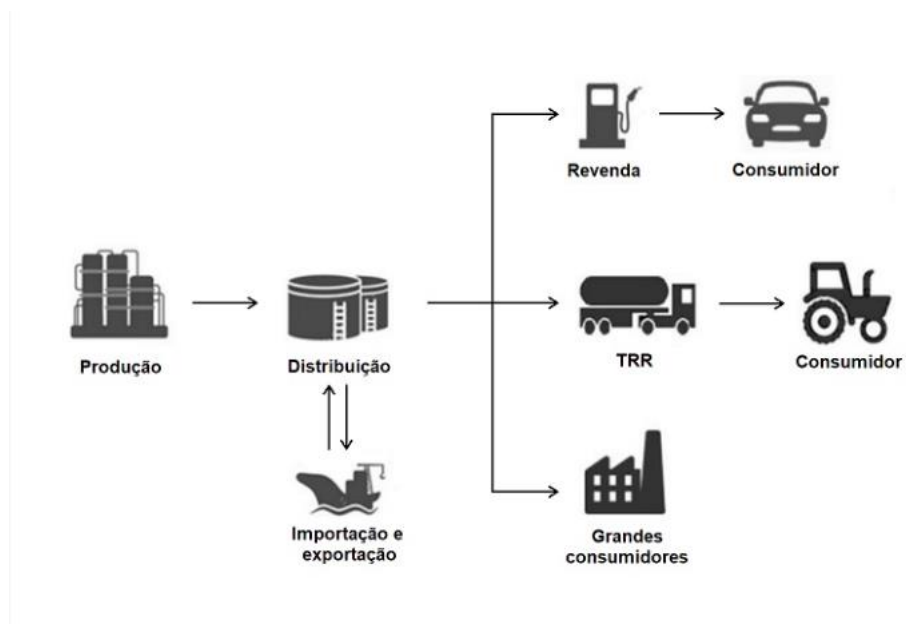 Revenda
Consumidor
Produção
Distribuição
TRR
Consumidor
Importação e
exportação
Grandes
consumidores